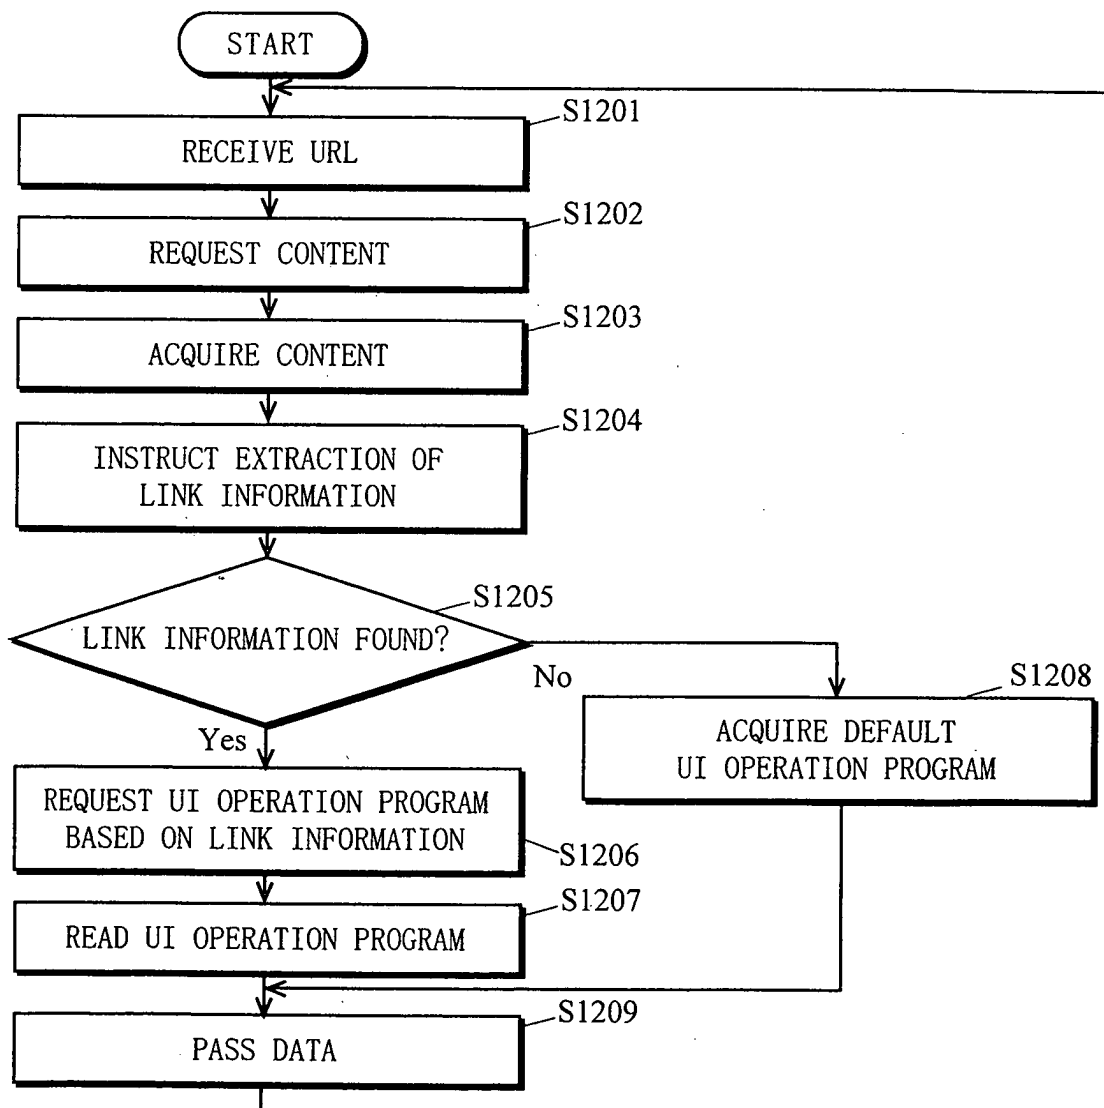 START
S1201
RECEIVE URL
S1202
REQUEST CONTENT
S1203
ACQUIRE CONTENT
S1204
INSTRUCT EXTRACTION OF
LINK INFORMATION
S1205
LINK INFORMATION FOUND?
No
S1208
ACQUIRE DEFAULT
UI OPERATION PROGRAM
Yes
REQUEST UI OPERATION PROGRAM
BASED ON LINK INFORMATION
S1206
S1207
READ UI OPERATION PROGRAM
S1209
PASS DATA